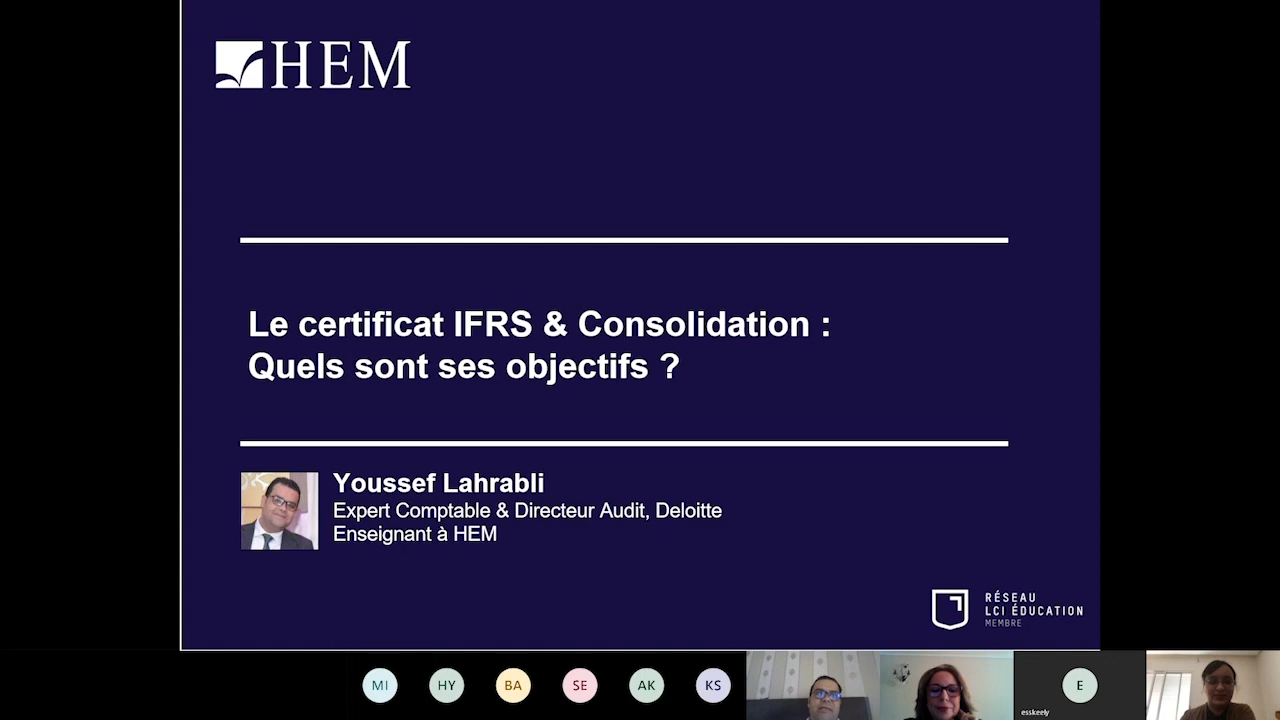 HEM
Le certificat IFRS & Consolidation :
Quels sont ses objectifs ?
Youssef Lahrabli
Expert Comptable & Directeur Audit, Deloitte
Enseignant à HEM
RÉSEAU
LCI ÉDUCATION
MEMBRE
MI HY BA SE AK KS E
esskeely